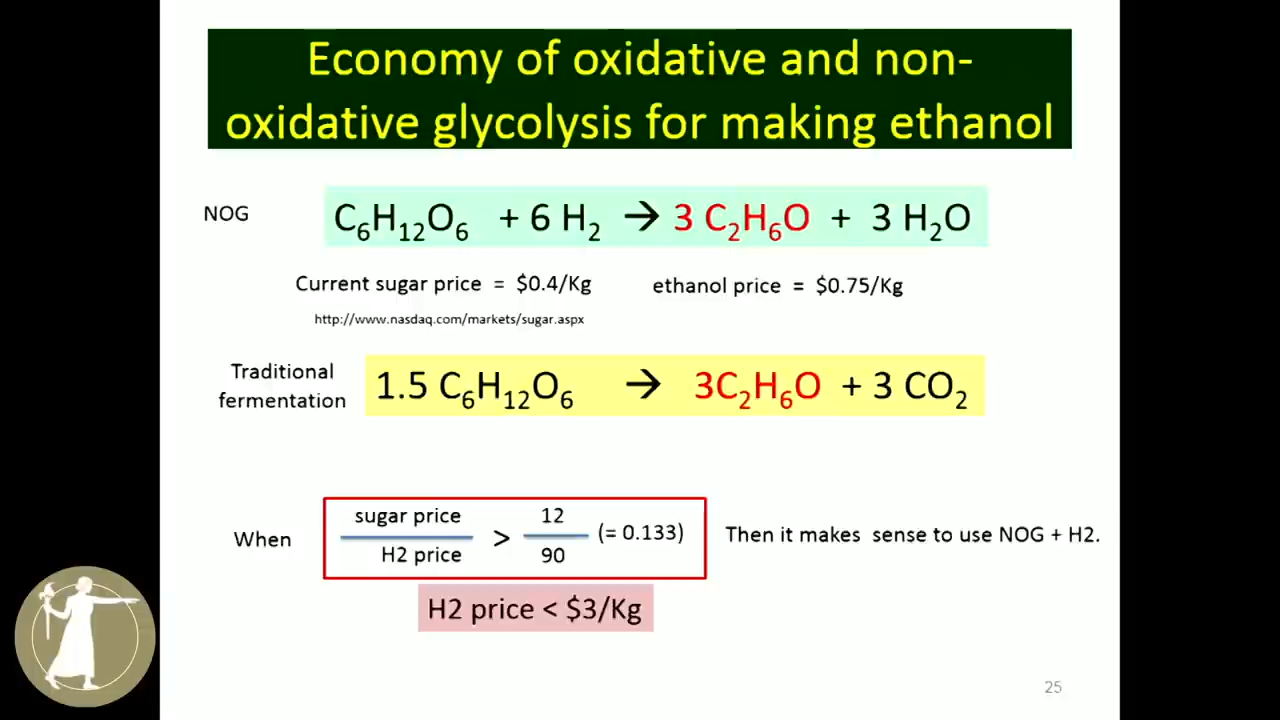 Economy of oxidative and non-
oxidative glycolysis for making ethanol
NOG
C₆H₁₂O₆ + 6 H₂ → 3 C₂H₆O + 3 H₂O
Current sugar price = $0.4/Kg ethanol price = $0.75/Kg
http://www.nasdaq.com/markets/sugar.aspx
Traditional
fermentation
1.5 C₆H₁₂O₆ → 3C₂H₆O + 3 CO₂
When
sugar price
H2 price
>
12
90
(= 0.133)
Then it makes sense to use NOG + H2.
H2 price < $3/Kg
25